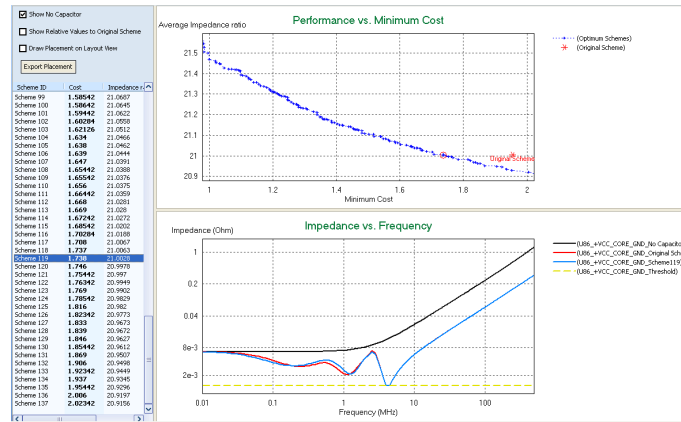 Show No Capacitor
Show Relative Values to Original Scheme
Draw Placement on Layout View
Export Placement
Scheme ID Cost Impedance r
Scheme 99 1.58542 21.0687
Scheme 100 1.58642 21.0645
Scheme 101 1.59442 21.0622
Scheme 102 1.60284 21.0558
Scheme 103 1.62126 21.0512
Scheme 104 1.634 21.0466
Scheme 105 1.638 21.0462
Scheme 106 1.639 21.0444
Scheme 107 1.647 21.0391
Scheme 108 1.65442 21.0388
Scheme 109 1.65542 21.0376
Scheme 110 1.656 21.0375
Scheme 111 1.66442 21.0359
Scheme 112 1.668 21.0281
Scheme 113 1.669 21.028
Scheme 114 1.67242 21.0272
Scheme 115 1.68542 21.0202
Scheme 116 1.70284 21.0188
Scheme 117 1.708 21.0067
Scheme 118 1.737 21.0063
Scheme 119 1.738 21.0028
Scheme 120 1.746 20.9978
Scheme 121 1.75442 20.997
Scheme 122 1.76342 20.9949
Scheme 123 1.769 20.9902
Scheme 124 1.78542 20.9829
Scheme 125 1.816 20.982
Scheme 126 1.82342 20.9773
Scheme 127 1.833 20.9673
Scheme 128 1.839 20.9672
Scheme 129 1.846 20.9627
Scheme 130 1.85442 20.9612
Scheme 131 1.869 20.9507
Scheme 132 1.906 20.9498
Scheme 133 1.92342 20.9449
Scheme 134 1.937 20.9345
Scheme 135 1.95442 20.9296
Scheme 136 2.006 20.9197
Scheme 137 2.02342 20.9156
Performance vs. Minimum Cost
Average Impedance ratio
21.5
21.4
21.3
21.2
21.1
21
20.9
1 1.2 1.4 1.6 1.8 2
Minimum Cost
Original Scheme
(Optimum Schemes)
(Original Scheme)
Impedance vs. Frequency
Impedance (Ohm)
1
0.2
0.04
8e-3
2e-3
0.01 0.1 1 10 100
Frequency (MHz)
(U86_+VCC_CORE_GND_No Capacito
(U86_+VCC_CORE_GND_Original Sch
(U86_+VCC_CORE_GND_Scheme119)
(U86_+VCC_CORE_GND_Threshold)